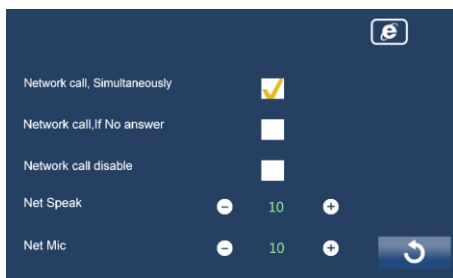 Network call, Simultaneously
Network call,If No answer
Network call disable
Net Speak 10
Net Mic 10